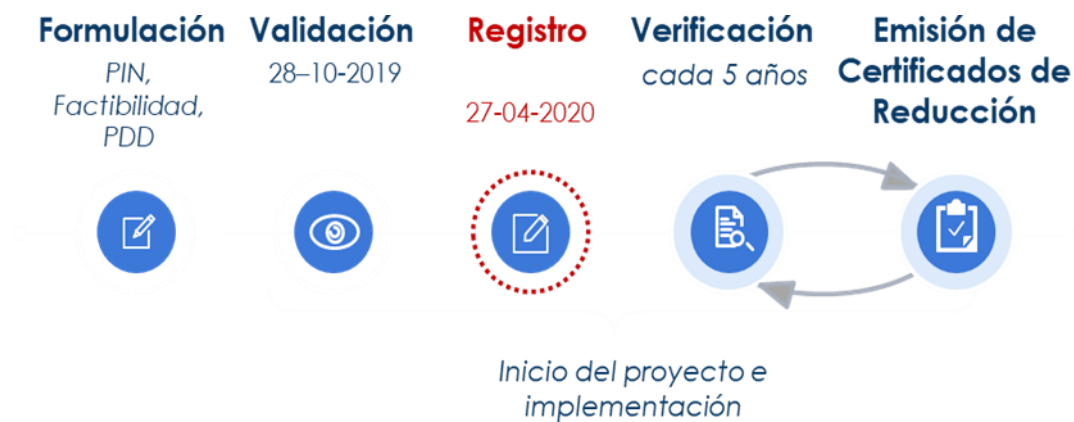 Formulación
PIN,
Factibilidad,
PDD
Validación
28–10-2019
Registro
27-04-2020
Verificación
cada 5 años
Emisión de
Certificados de
Reducción
Inicio del proyecto e
implementación